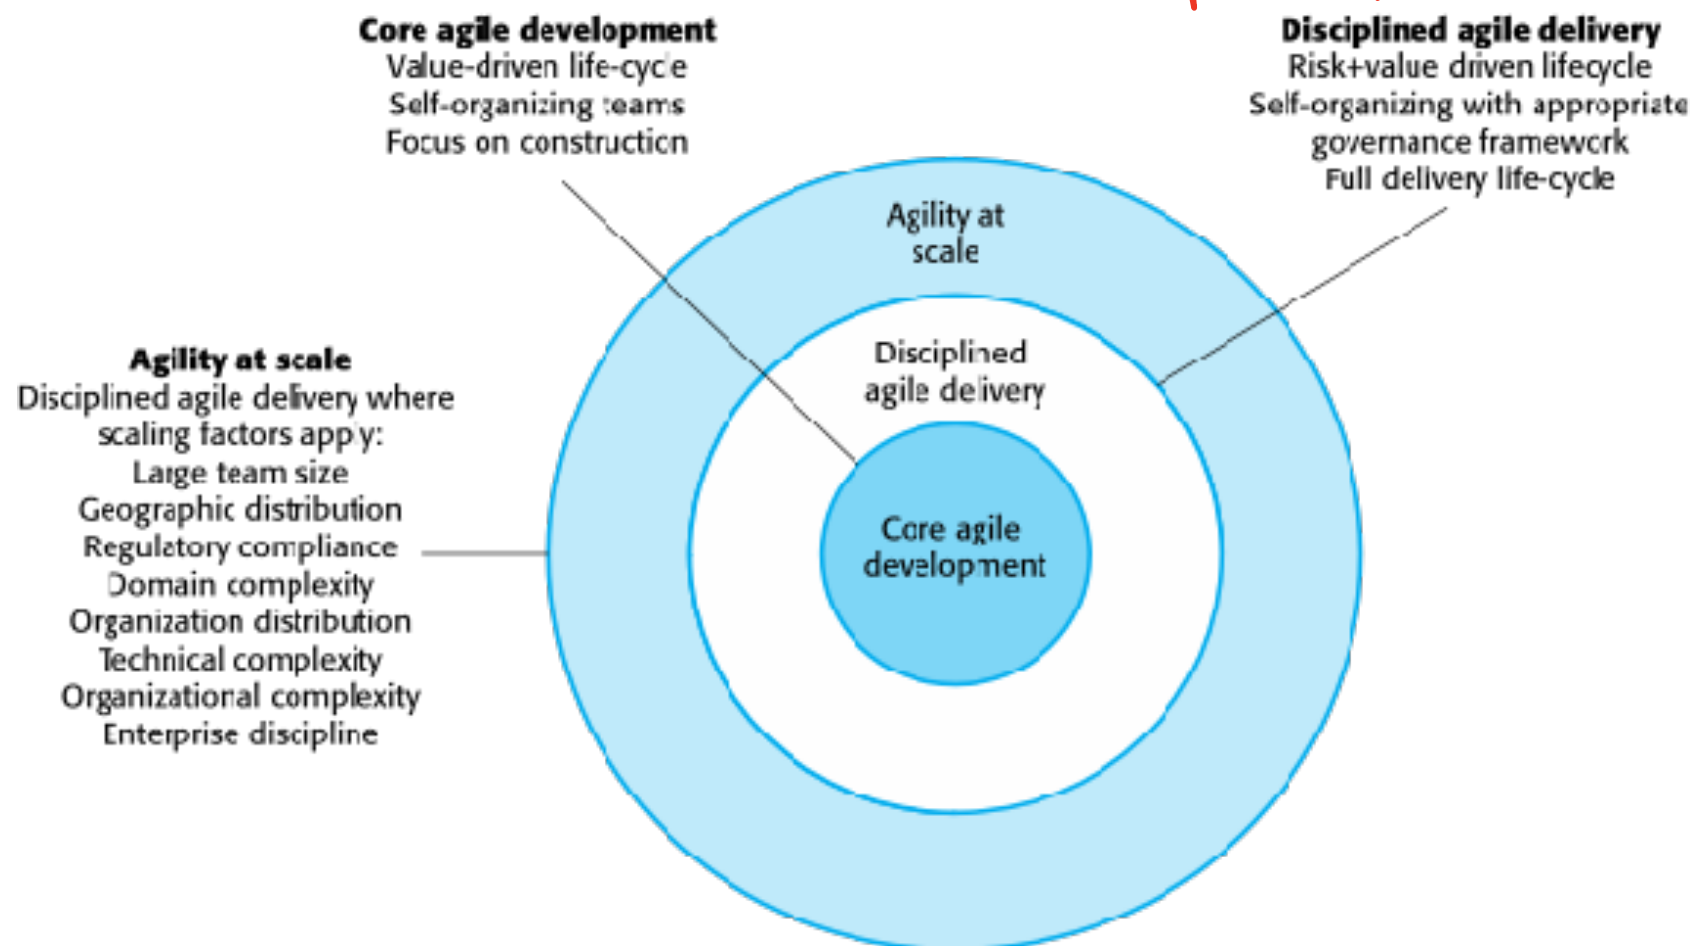 Core agile development
Value-driven life-cycle
Self-organizing teams
Focus on construction
Disciplined agile delivery
Risk+value driven lifecycle
Self-organizing with appropriate
governance framework
Full delivery life-cycle
Agility at scale
Disciplined agile delivery where
scaling factors apply:
Large team size
Geographic distribution
Regulatory compliance
Domain complexity
Organization distribution
Technical complexity
Organizational complexity
Enterprise discipline
Agility at
scale
Disciplined
agile delivery
Core agile
development